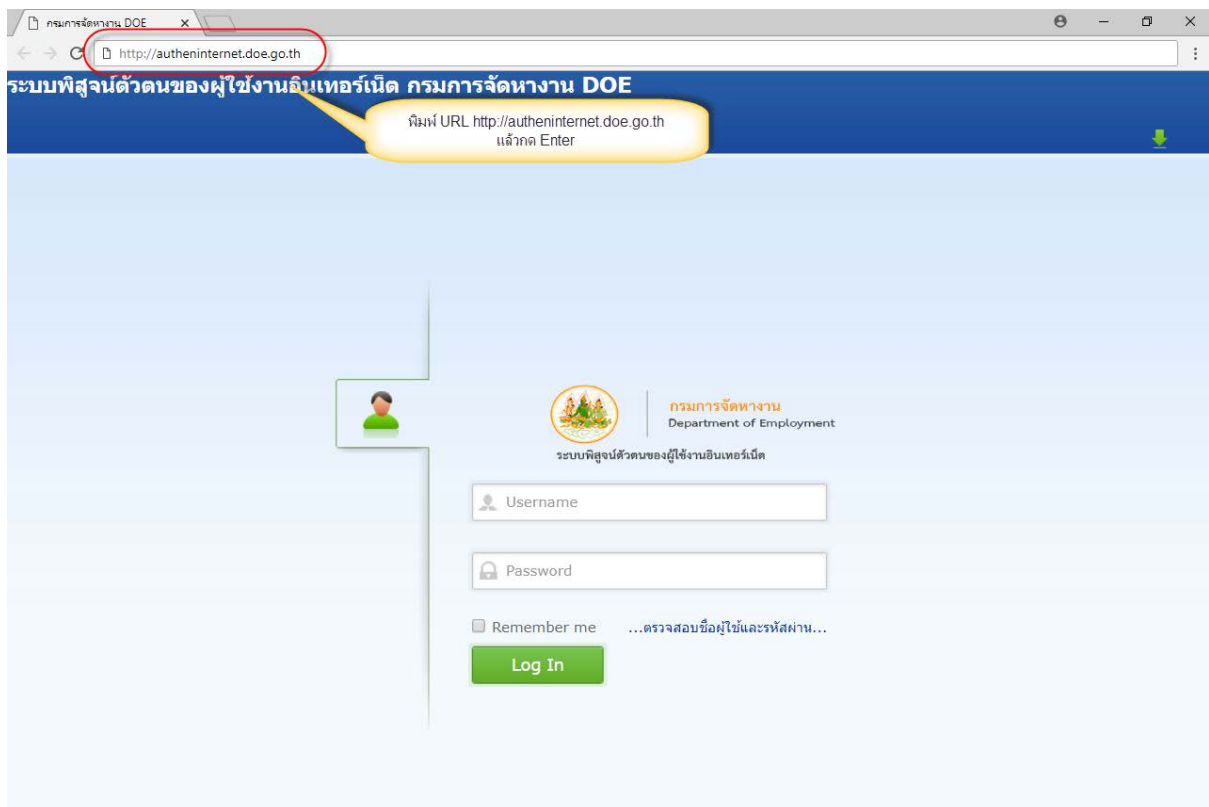 กรมการจัดหางาน DOE
http://autheninternet.doe.go.th
ระบบพิสูจน์ตัวตนของผู้ใช้งานอินเทอร์เน็ต กรมการจัดหางาน DOE
พิมพ์ URL http://autheninternet.doe.go.th
แล้วกด Enter
กรมการจัดหางาน
Department of Employment
ระบบพิสูจน์ตัวตนของผู้ใช้งานอินเทอร์เน็ต
Username
Password
Remember me ...ตรวจสอบชื่อผู้ใช้และรหัสผ่าน...
Log In